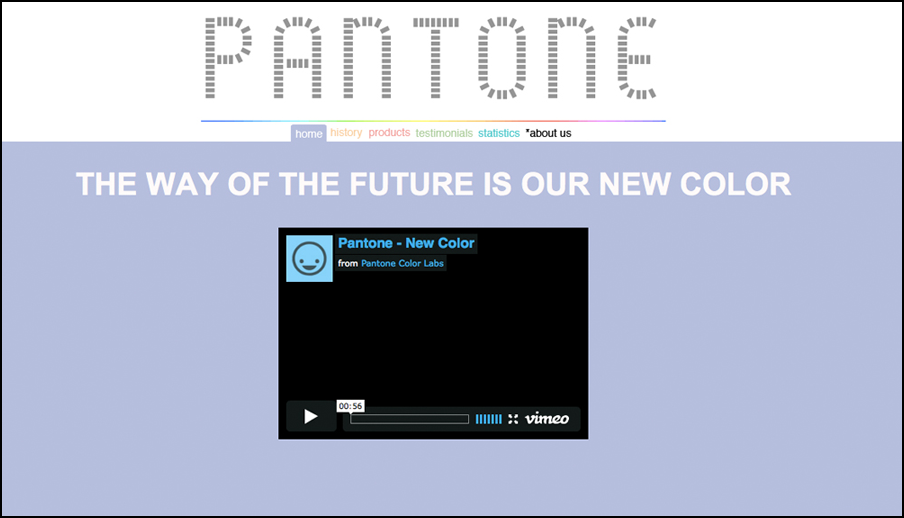 PANTONE
home history products testimonials statistics *about us
THE WAY OF THE FUTURE IS OUR NEW COLOR
Pantone - New Color
from Pantone Color Labs
00:56
vimeo